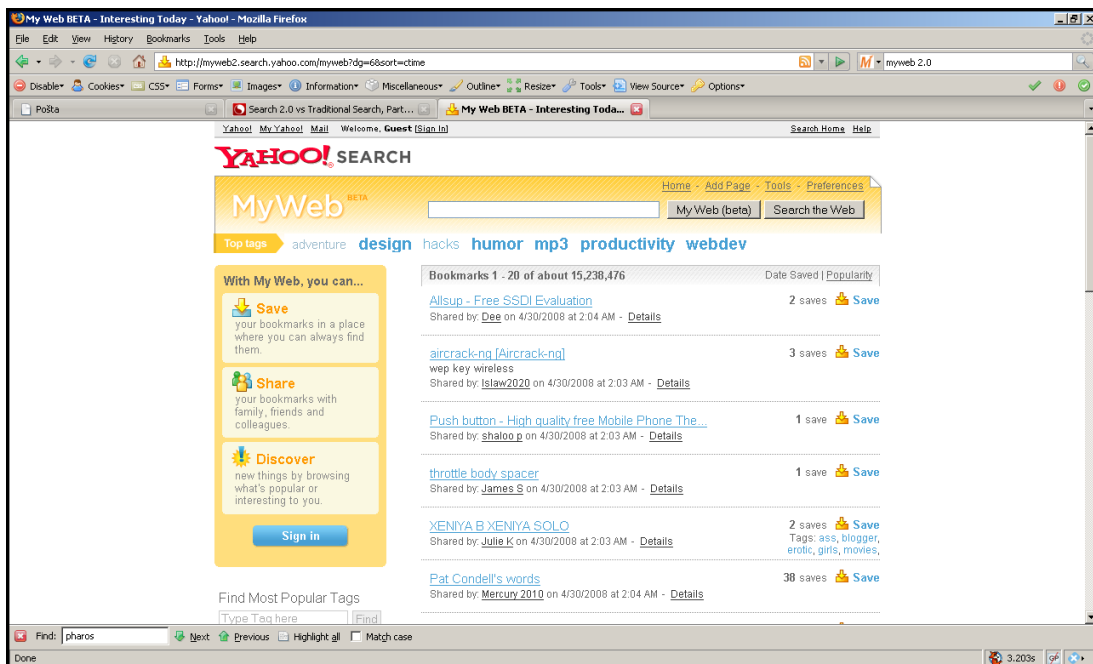 My Web BETA - Interesting Today - Yahoo! - Mozilla Firefox
File Edit View History Bookmarks Tools Help
http://myweb2.search.yahoo.com/myweb?dg=6&sort=ctime myweb 2.0
Disable Cookies CSS Forms Images Information Miscellaneous Outline Resize Tools View Source Options
Pošta Search 2.0 vs Traditional Search, Part... My Web BETA - Interesting Toda...
Yahoo! My Yahoo! Mail Welcome, Guest [Sign In] Search Home Help
YAHOO! SEARCH
Home - Add Page - Tools - Preferences
MyWeb BETA My Web (beta) Search the Web
Top tags adventure design hacks humor mp3 productivity webdev
With My Web, you can...
Save
your bookmarks in a place
where you can always find
them.
Share
your bookmarks with
family, friends and
colleagues.
Discover
new things by browsing
what's popular or
interesting to you.
Sign in
Find Most Popular Tags
Type Tag here Find
Bookmarks 1 - 20 of about 15,238,476 Date Saved | Popularity
Allsup - Free SSDI Evaluation 2 saves Save
Shared by: Dee on 4/30/2008 at 2:04 AM - Details
aircrack-ng [Aircrack-ng] 3 saves Save
wep key wireless
Shared by: Islaw2020 on 4/30/2008 at 2:03 AM - Details
Push button - High quality free Mobile Phone The... 1 save Save
Shared by: shaloo p on 4/30/2008 at 2:03 AM - Details
throttle body spacer 1 save Save
Shared by: James S on 4/30/2008 at 2:03 AM - Details
XENIYA B XENIYA SOLO 2 saves Save
Shared by: Julie K on 4/30/2008 at 2:03 AM - Details
Tags: ass, blogger,
erotic, girls, movies,
Pat Condell's words 38 saves Save
Shared by: Mercury 2010 on 4/30/2008 at 2:04 AM - Details
Find: pharos Next Previous Highlight all Match case
Done 3.203s